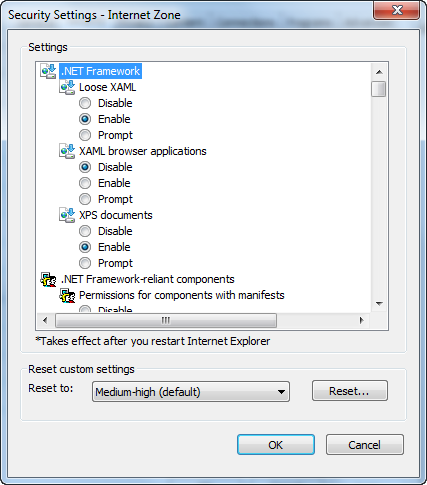 Security Settings - Internet Zone
Settings
.NET Framework
Loose XAML
Disable
Enable
Prompt
XAML browser applications
Disable
Enable
Prompt
XPS documents
Disable
Enable
Prompt
.NET Framework-reliant components
Permissions for components with manifests
Disable
*Takes effect after you restart Internet Explorer
Reset custom settings
Reset to: Medium-high (default) Reset...
OK Cancel